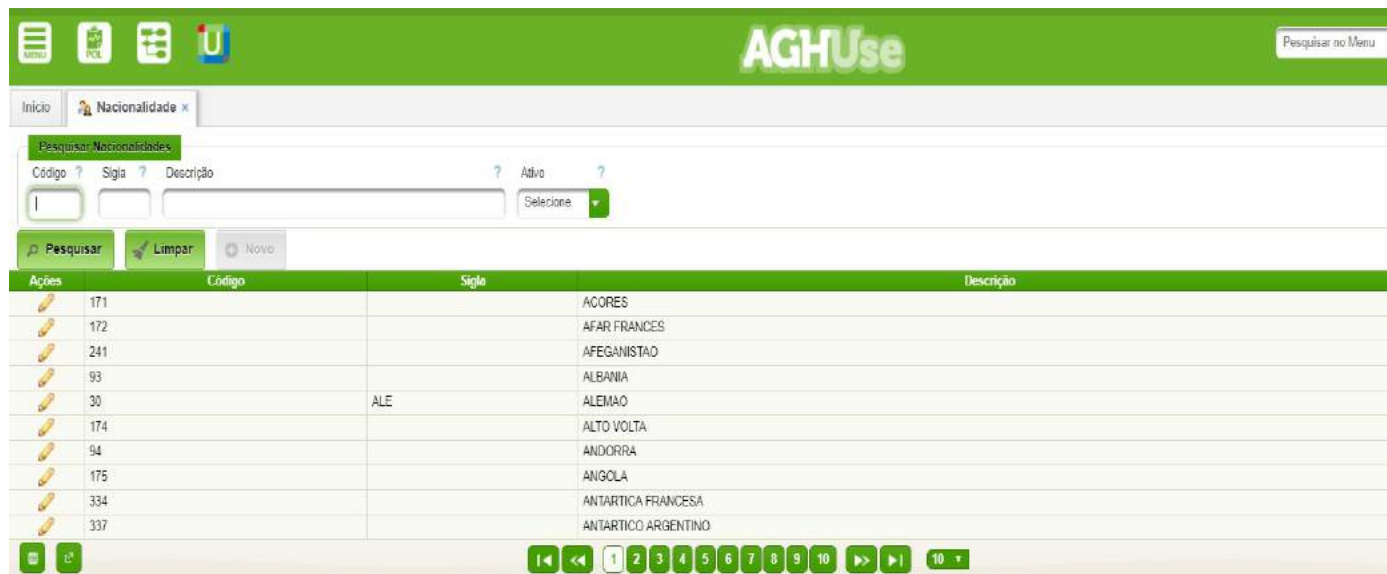 MENU POL U AGHUse Pesquisar no Menu
Início Nacionalidade x
Pesquisar Nacionalidades
Código ? Sigla ? Descrição ? Ativo ?
Selecione
Pesquisar Limpar Novo
Ações Código Sigla Descrição
171 ACORES
172 AFAR FRANCES
241 AFEGANISTAO
93 ALBANIA
30 ALE ALEMAO
174 ALTO VOLTA
94 ANDORRA
175 ANGOLA
334 ANTARTICA FRANCESA
337 ANTARTICO ARGENTINO
1 2 3 4 5 6 7 8 9 10 10